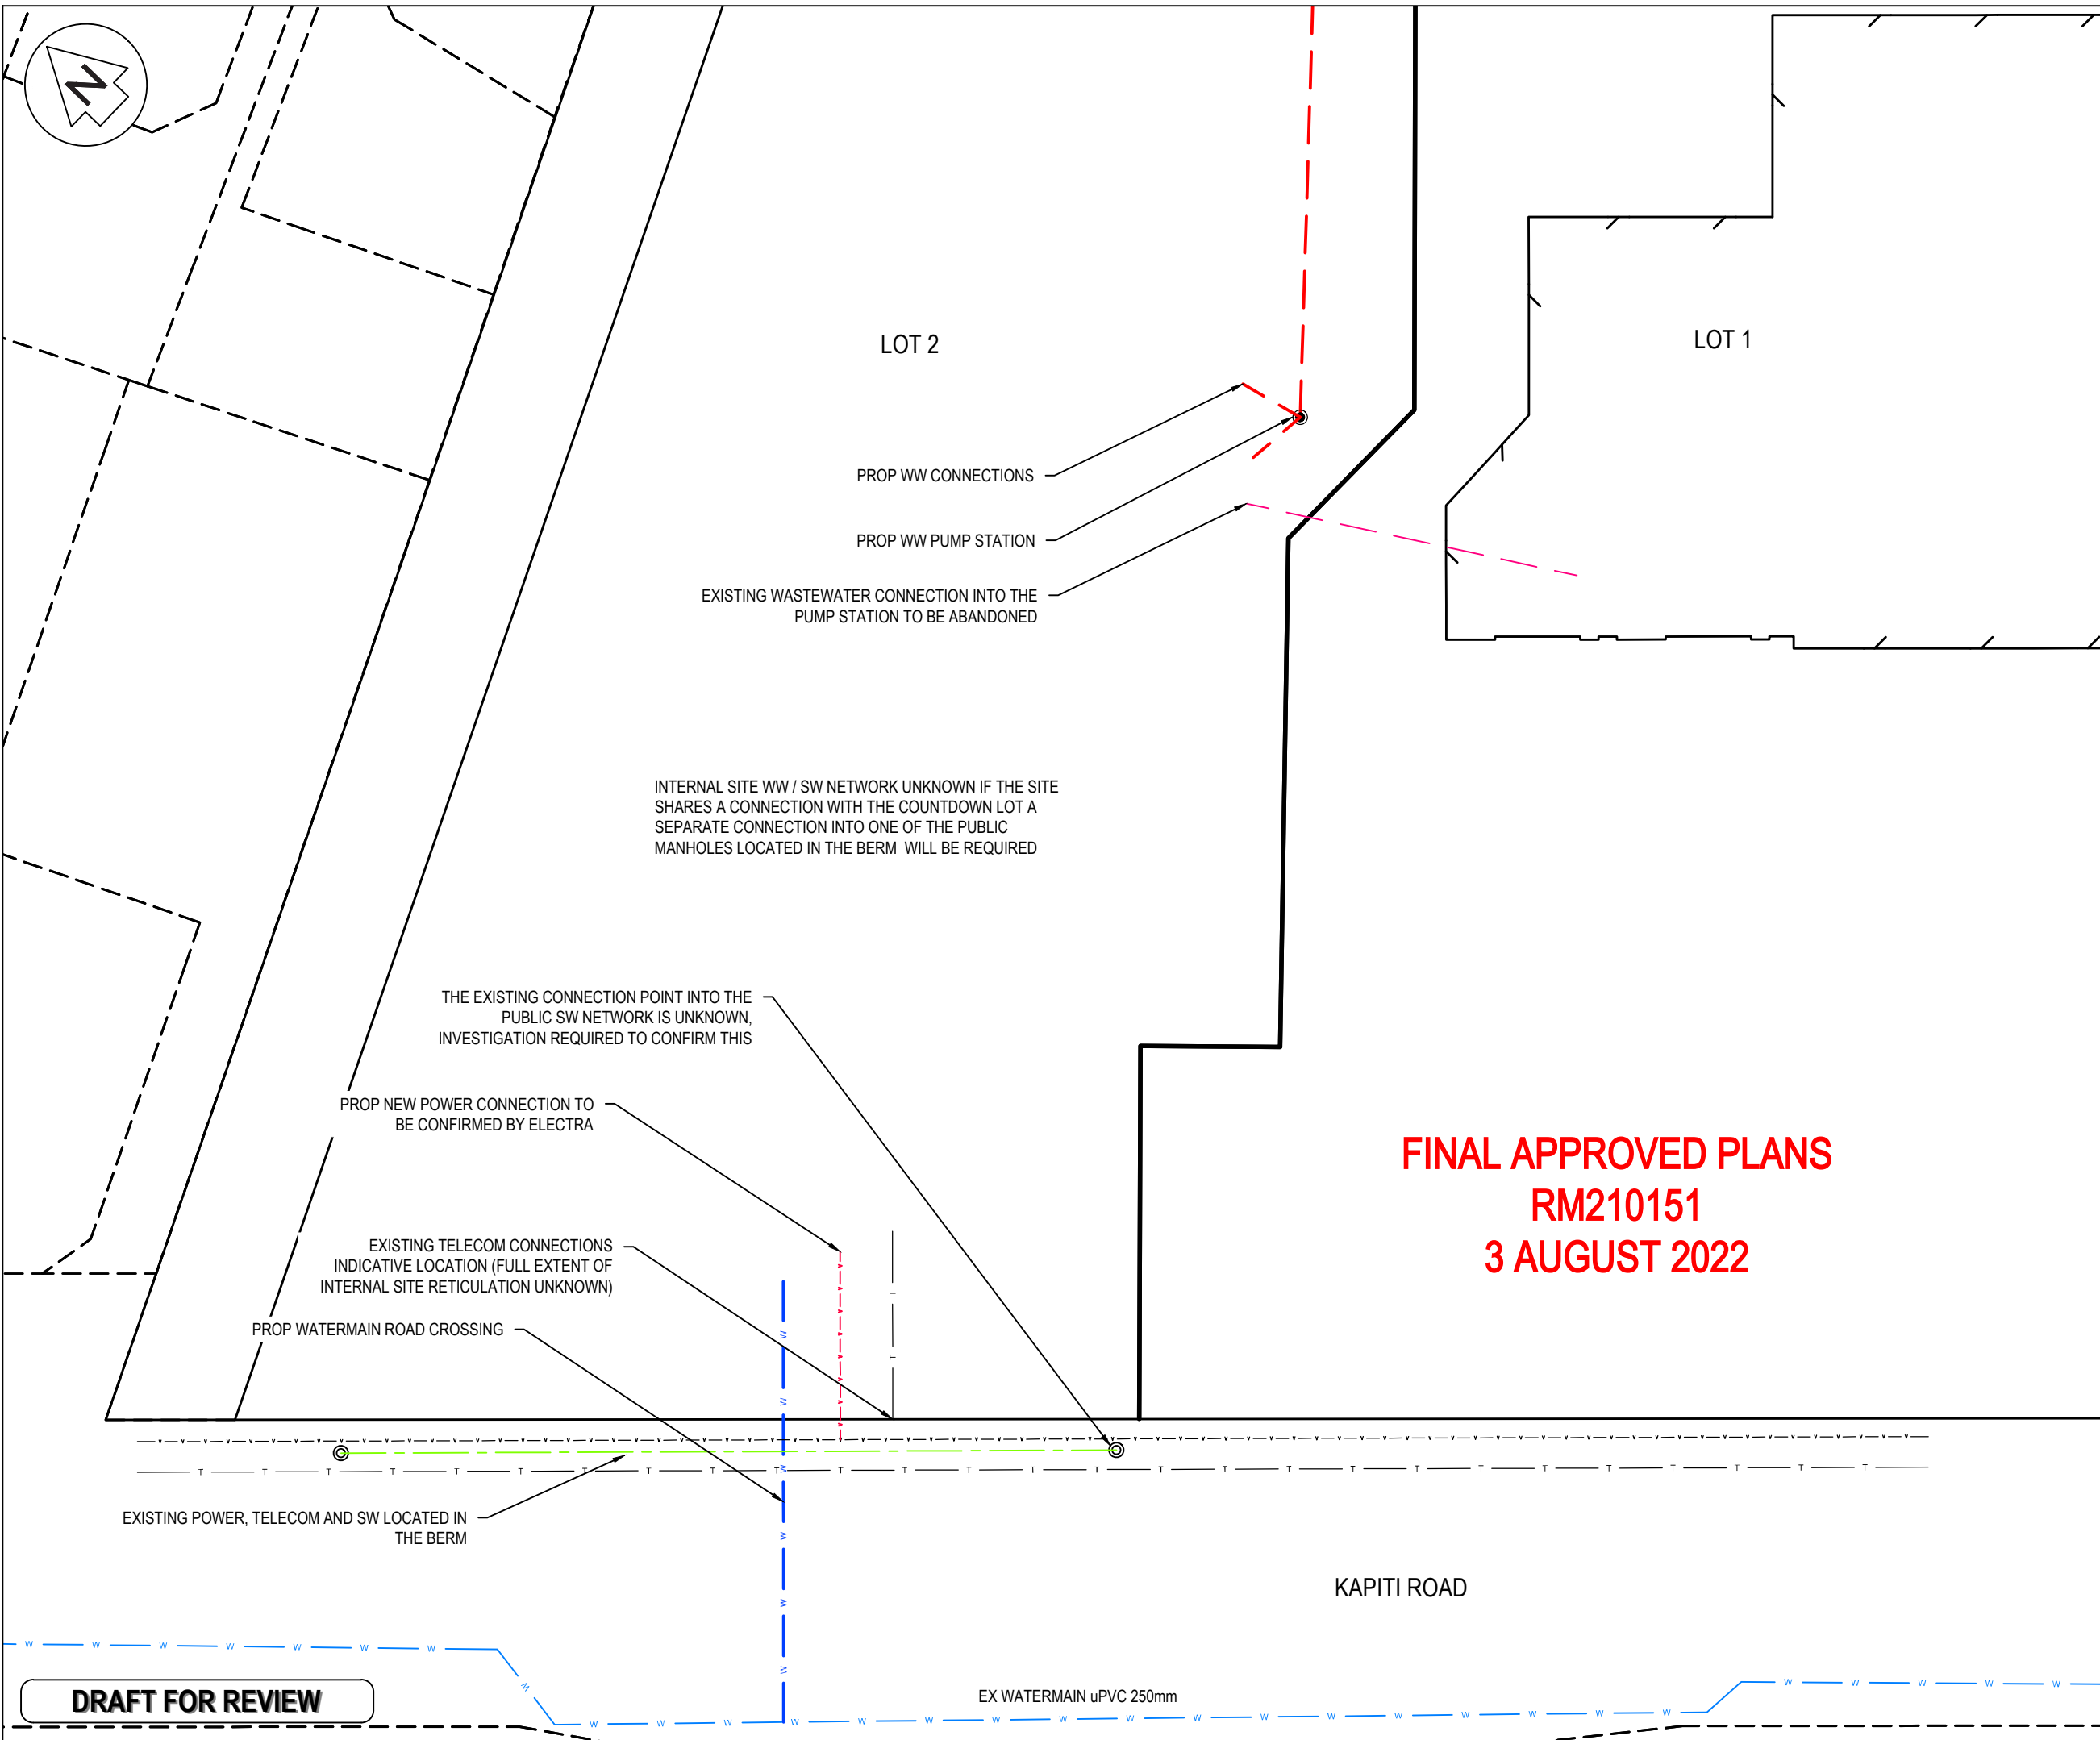 N
LOT 2
LOT 1
PROP WW CONNECTIONS
PROP WW PUMP STATION
EXISTING WASTEWATER CONNECTION INTO THE
PUMP STATION TO BE ABANDONED
INTERNAL SITE WW / SW NETWORK UNKNOWN IF THE SITE
SHARES A CONNECTION WITH THE COUNTDOWN LOT A
SEPARATE CONNECTION INTO ONE OF THE PUBLIC
MANHOLES LOCATED IN THE BERM WILL BE REQUIRED
THE EXISTING CONNECTION POINT INTO THE
PUBLIC SW NETWORK IS UNKNOWN,
INVESTIGATION REQUIRED TO CONFIRM THIS
PROP NEW POWER CONNECTION TO
BE CONFIRMED BY ELECTRA
FINAL APPROVED PLANS
RM210151
3 AUGUST 2022
EXISTING TELECOM CONNECTIONS
INDICATIVE LOCATION (FULL EXTENT OF
INTERNAL SITE RETICULATION UNKNOWN)
PROP WATERMAIN ROAD CROSSING
EXISTING POWER, TELECOM AND SW LOCATED IN
THE BERM
KAPITI ROAD
DRAFT FOR REVIEW
EX WATERMAIN uPVC 250mm